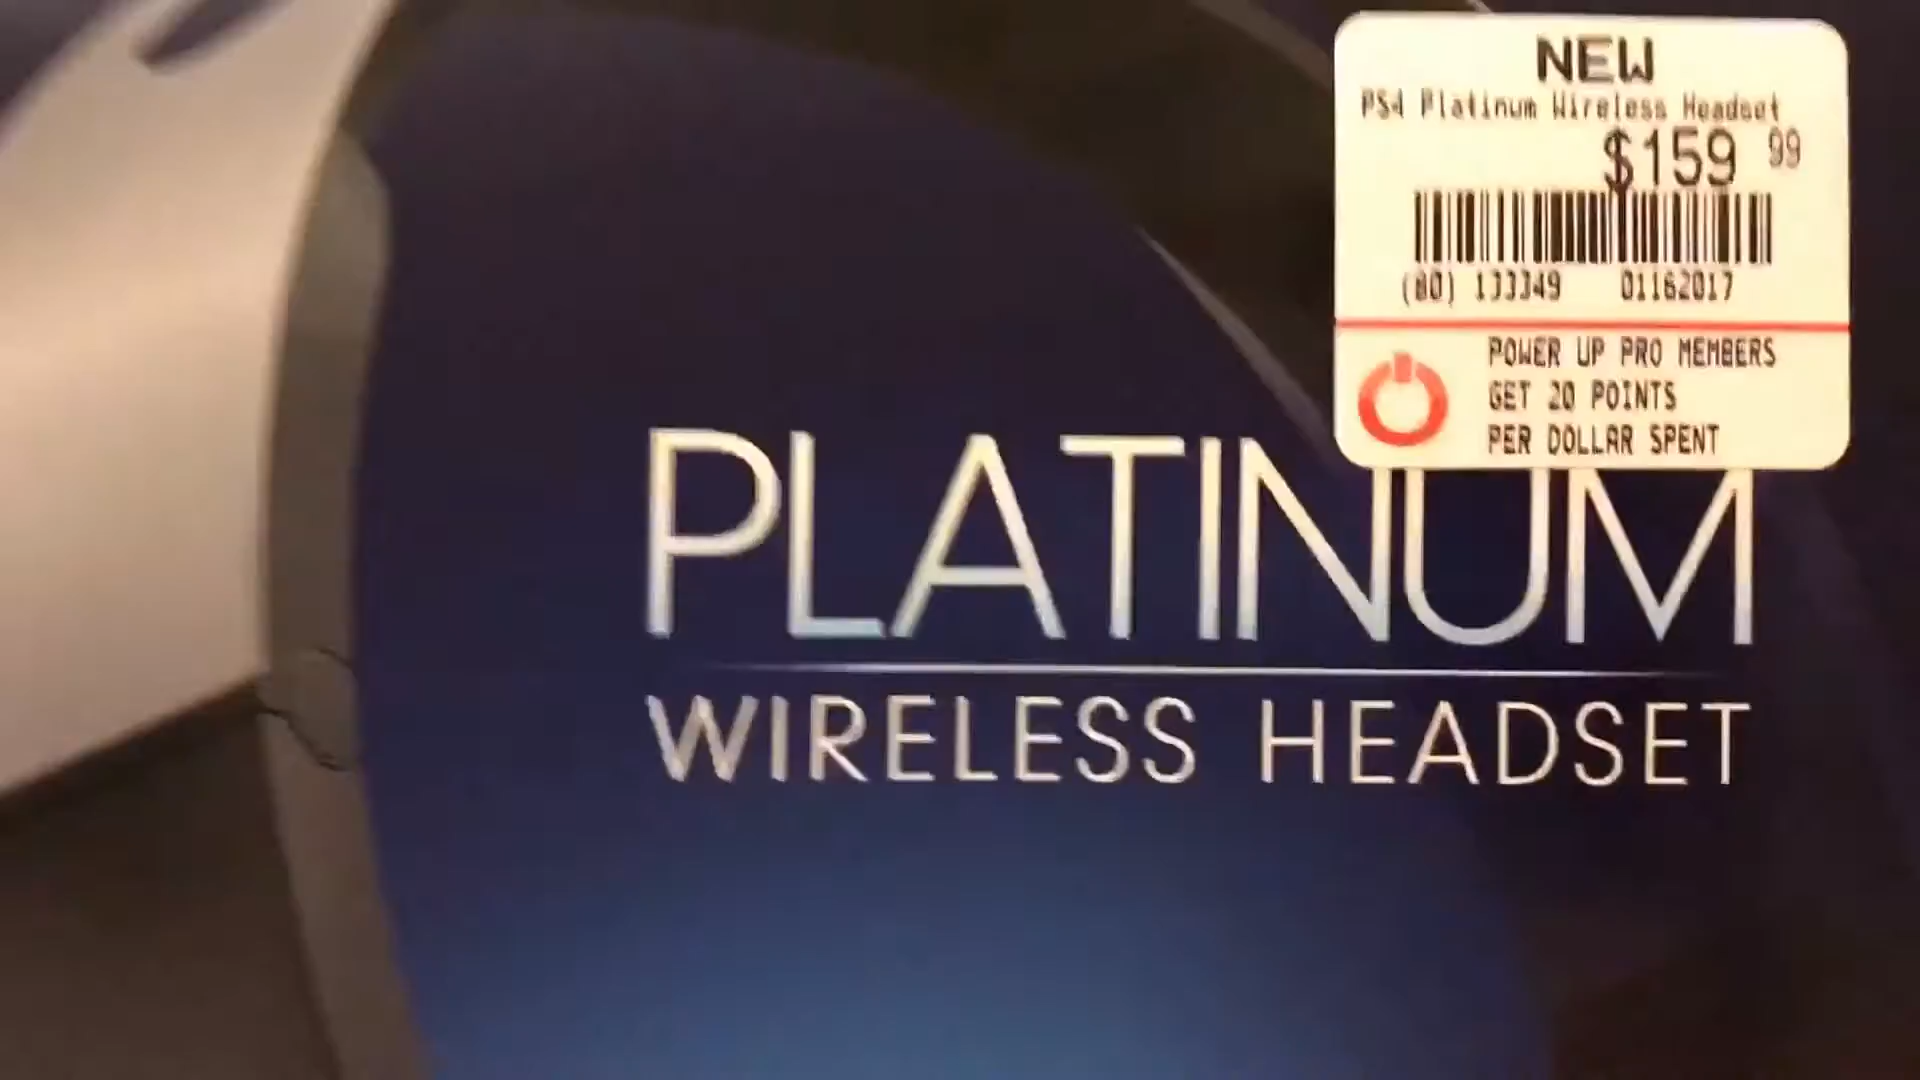 NEW
PS4 Platinum Wireless Headset
$159 99
(80) 133349 01162017
POWER UP PRO MEMBERS
GET 20 POINTS
PER DOLLAR SPENT
PLATINUM
WIRELESS HEADSET